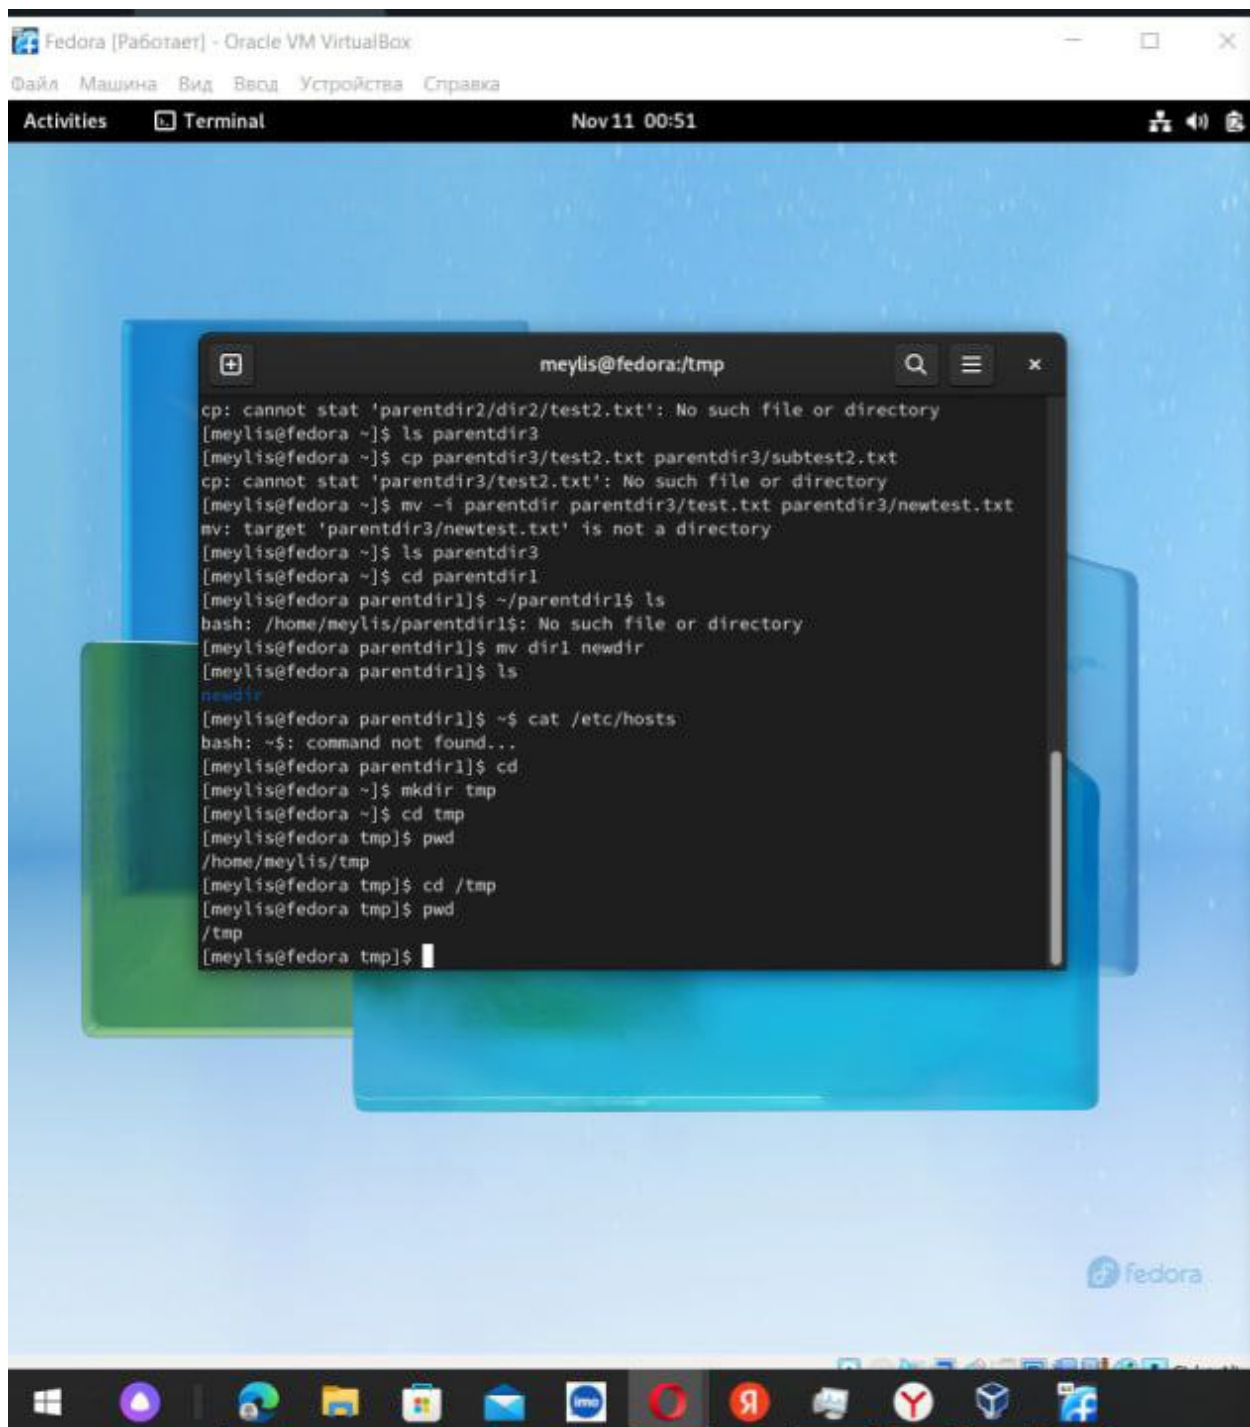 Fedora [Работает] - Oracle VM VirtualBox
Файл Машина Вид Ввод Устройства Справка
Activities Terminal Nov 11 00:51
meylis@fedora:/tmp
cp: cannot stat 'parentdir2/dir2/test2.txt': No such file or directory
[meylis@fedora ~]$ ls parentdir3
[meylis@fedora ~]$ cp parentdir3/test2.txt parentdir3/subtest2.txt
cp: cannot stat 'parentdir3/test2.txt': No such file or directory
[meylis@fedora ~]$ mv -i parentdir parentdir3/test.txt parentdir3/newtest.txt
mv: target 'parentdir3/newtest.txt' is not a directory
[meylis@fedora ~]$ ls parentdir3
[meylis@fedora ~]$ cd parentdir1
[meylis@fedora parentdir1]$ ~/parentdir1$ ls
bash: /home/meylis/parentdir1$: No such file or directory
[meylis@fedora parentdir1]$ mv dir1 newdir
[meylis@fedora parentdir1]$ ls
newdir
[meylis@fedora parentdir1]$ ~$ cat /etc/hosts
bash: ~$: command not found...
[meylis@fedora parentdir1]$ cd
[meylis@fedora ~]$ mkdir tmp
[meylis@fedora ~]$ cd tmp
[meylis@fedora tmp]$ pwd
/home/meylis/tmp
[meylis@fedora tmp]$ cd /tmp
[meylis@fedora tmp]$ pwd
/tmp
[meylis@fedora tmp]$
fedora
imo
Я